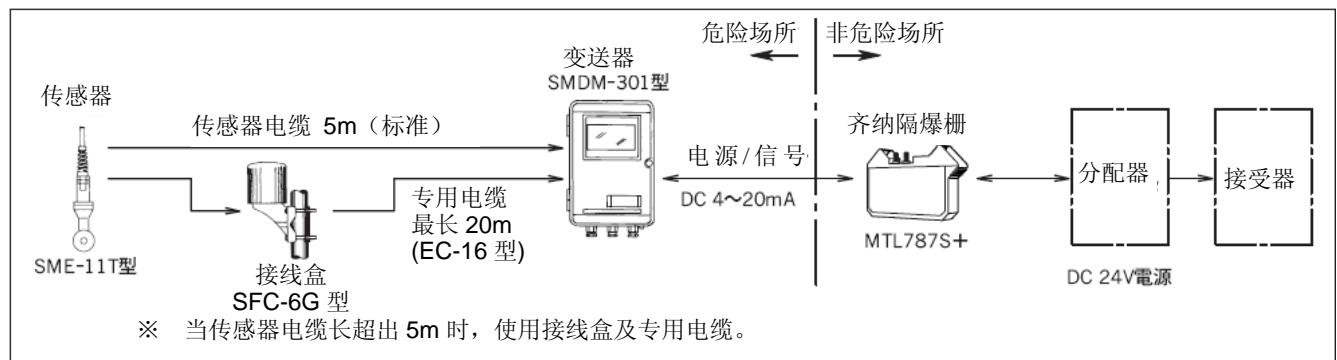 危险场所
非危险场所
变送器
SMDM-301型
传感器
传感器电缆 5m（标准）
齐纳隔爆栅
电源/信号
分配器
接受器
专用电缆
最长 20m
(EC-16 型)
DC 4～20mA
MTL787S+
SME-11T型
接线盒
SFC-6G 型
DC 24V電源
※ 当传感器电缆长超出 5m 时，使用接线盒及专用电缆。